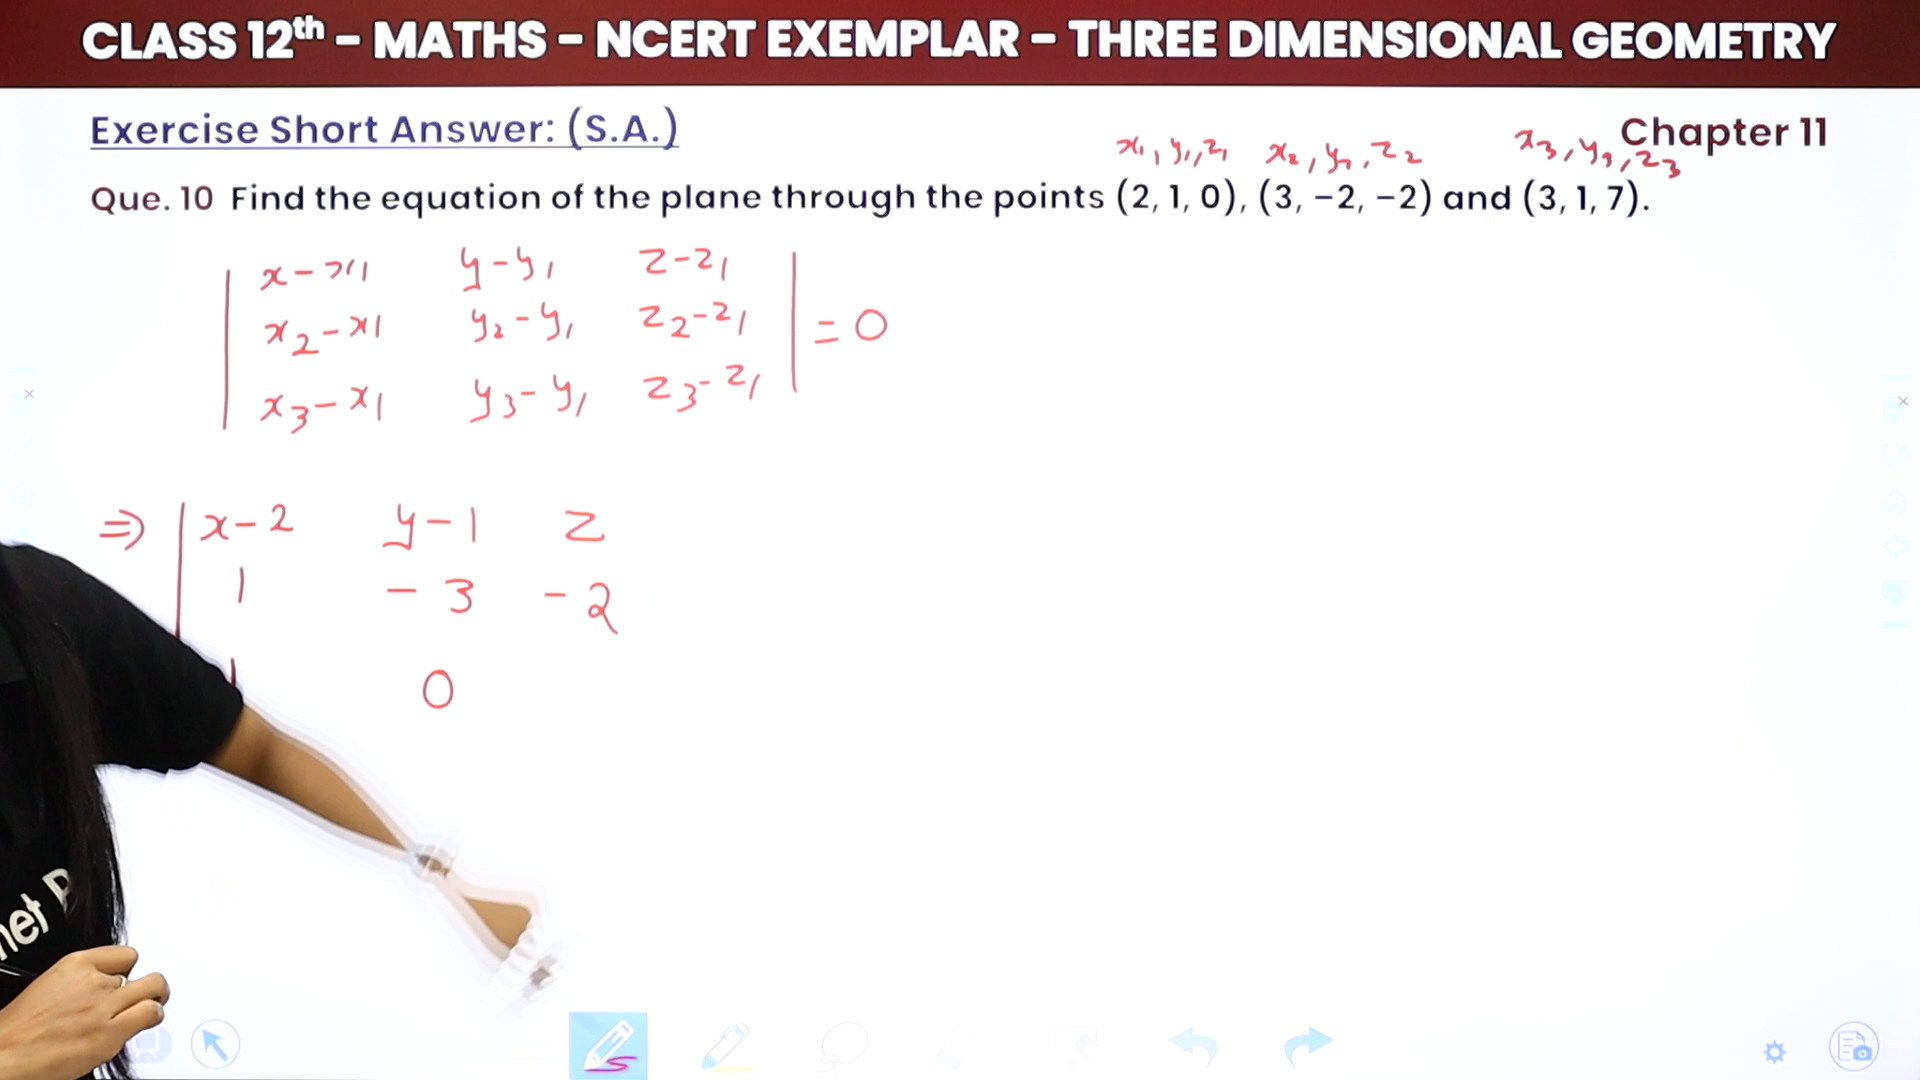 CLASS 12th – MATHS – NCERT EXEMPLAR – THREE DIMENSIONAL GEOMETRY
Exercise Short Answer: (S.A.)
Chapter 11
x₁, y₁, z₁ x₂, y₂, z₂ x₃, y₃, z₃
Que. 10 Find the equation of the plane through the points (2, 1, 0), (3, −2, −2) and (3, 1, 7).
| x − x₁ y − y₁ z − z₁ |
| x₂ − x₁ y₂ − y₁ z₂ − z₁ | = 0
| x₃ − x₁ y₃ − y₁ z₃ − z₁ |
⇒ | x − 2 y − 1 z
1 − 3 − 2
1 0